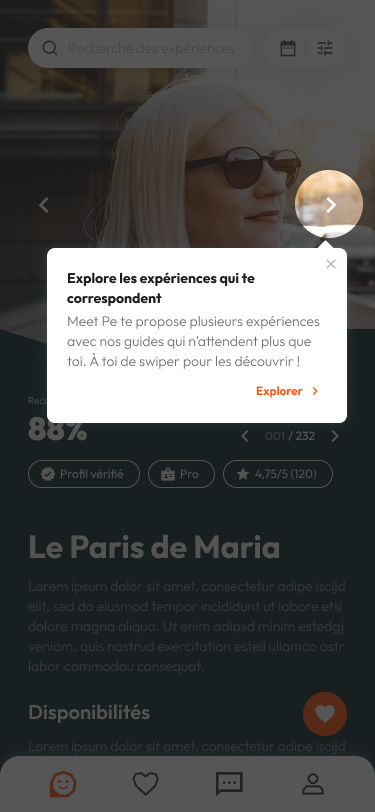 Recherche des expériences
Explore les expériences qui te
correspondent
Meet Pe te propose plusieurs expériences
avec nos guides qui n'attendent plus que
toi. À toi de swiper pour les découvrir !
Explorer
88%
001 / 232
Profil vérifié
Pro
4,75/5 (120)
Le Paris de Maria
Lorem ipsum dolor sit amet, consectetur adipe iscijd
elit, sed do eiusmod tempor incididunt ut labore etsi
dolore magna aliqua. Ut enim adipsd minim estedgj
veniam, quis nostrud exercitation esteil ullamco astr
labor commodou consequat.
Disponibilités
Lorem ipsum dolor sit amet, consectetur adipe iscijd